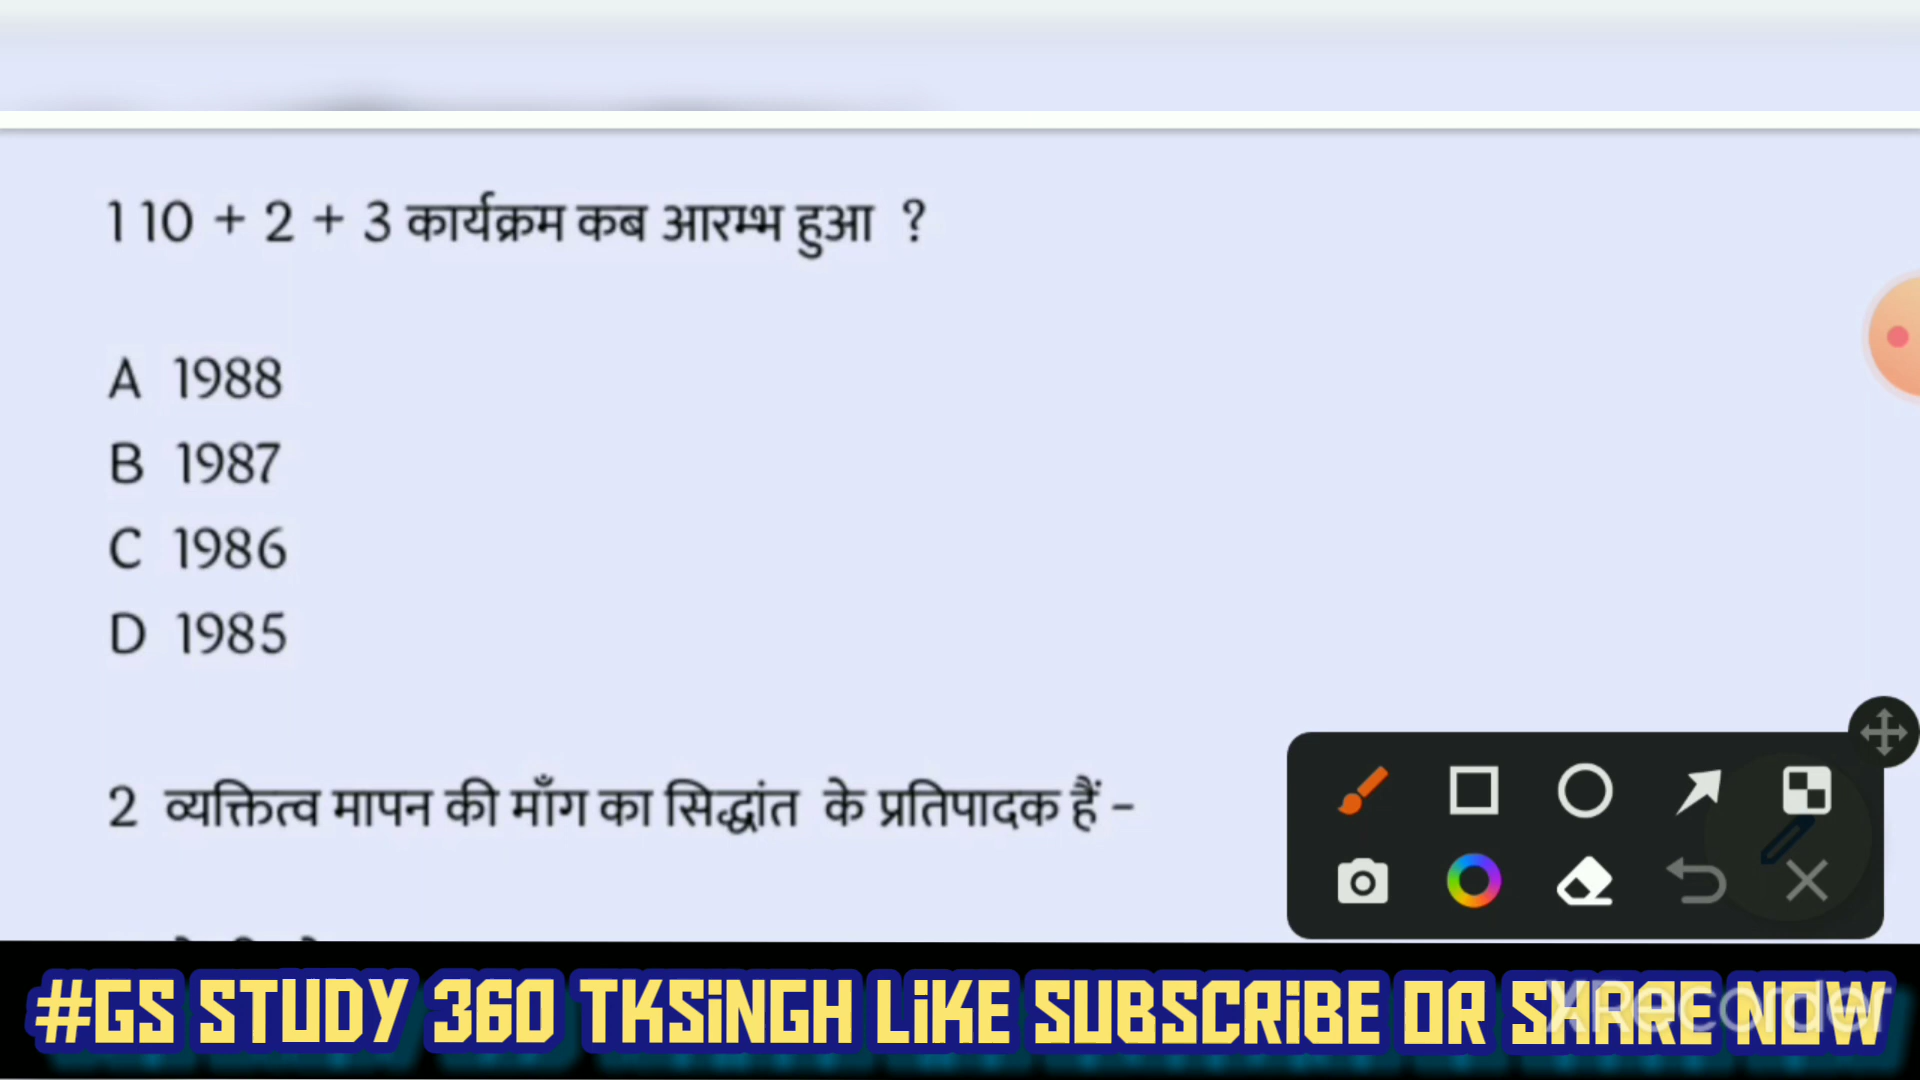 1 10 + 2 + 3 कार्यक्रम कब आरम्भ हुआ ?
A 1988
B 1987
C 1986
D 1985
2 व्यक्तित्व मापन की माँग का सिद्धांत के प्रतिपादक हैं –
#GS STUDY 360 TKSiNGH LiKE SUBSCRiBE OR SHARE NOW
XRecorder